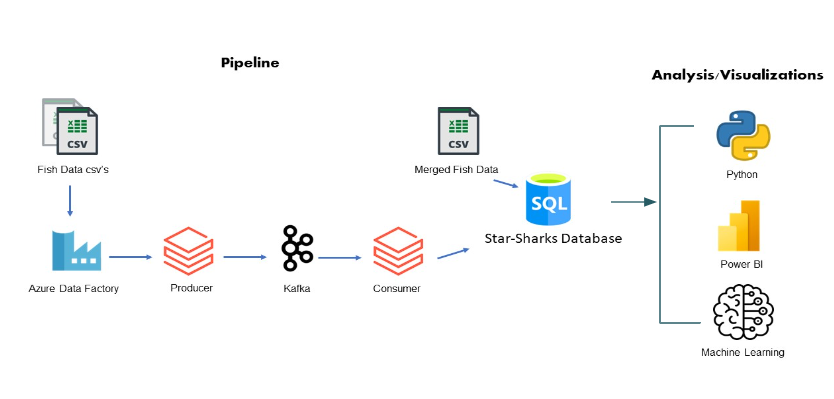 Pipeline
Analysis/Visualizations
CSV
CSV
Fish Data csv's
Merged Fish Data
Python
SQL
Star-Sharks Database
Power BI
Azure Data Factory
Producer
Kafka
Consumer
Machine Learning